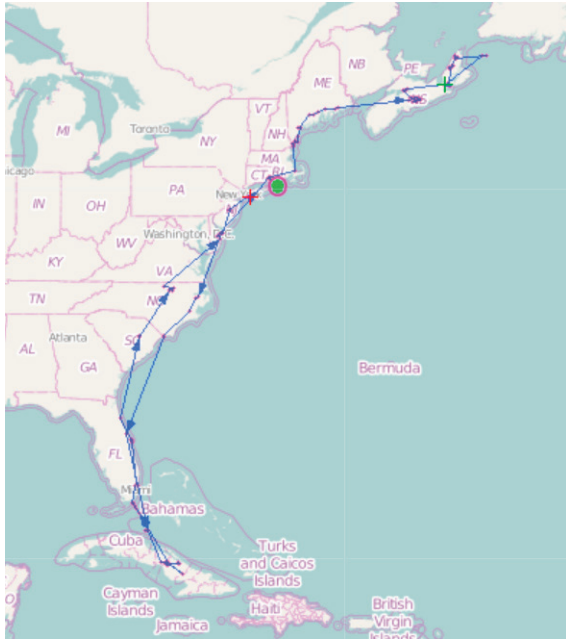 NB
PE
ME
VT
NH
Toronto
MI
NY
MA
CT
RI
PA
New
IN
OH
WV
Washington, D.C.
VA
KY
TN
NC
SC
Atlanta
AL
GA
Bermuda
FL
Miami
Bahamas
Cuba
Turks
and Caicos
Islands
Cayman
Islands
Haiti
Jamaica
British
Virgin
Islands